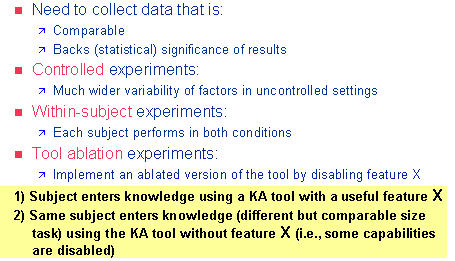 Need to collect data that is:
Comparable
Backs (statistical) significance of results
Controlled experiments:
Much wider variability of factors in uncontrolled settings
Within-subject experiments:
Each subject performs in both conditions
Tool ablation experiments:
Implement an ablated version of the tool by disabling feature X
1) Subject enters knowledge using a KA tool with a useful feature X
2) Same subject enters knowledge (different but comparable size
task) using the KA tool without feature X (i.e., some capabilities
are disabled)